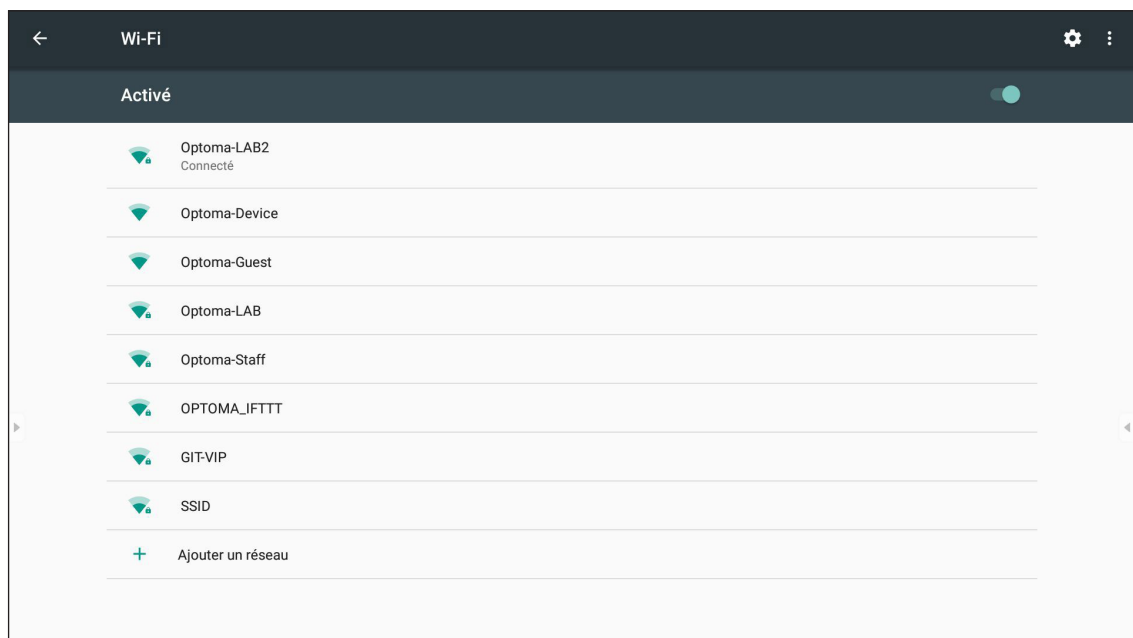 Wi-Fi
Activé
Optoma-LAB2
Connecté
Optoma-Device
Optoma-Guest
Optoma-LAB
Optoma-Staff
OPTOMA_IFTTT
GIT-VIP
SSID
Ajouter un réseau